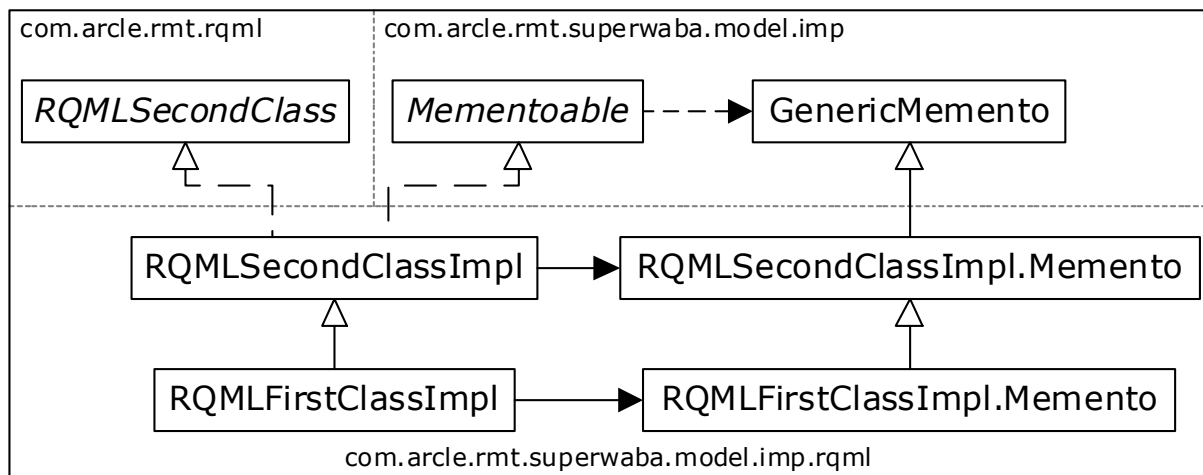 com.arcle.rmt.rqml
com.arcle.rmt.superwaba.model.imp
RQMLSecondClass
Mementoable
GenericMemento
RQMLSecondClassImpl
RQMLSecondClassImpl.Memento
RQMLFirstClassImpl
RQMLFirstClassImpl.Memento
com.arcle.rmt.superwaba.model.imp.rqml